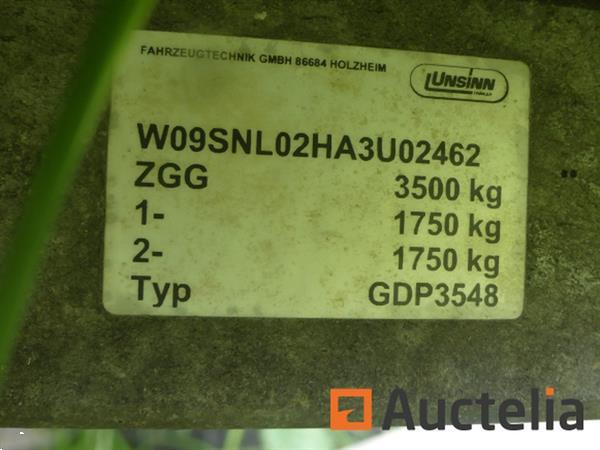 FAHRZEUGTECHNIK GMBH 86684 HOLZHEIM
UNSINN
W09SNL02HA3U02462
ZGG 3500 kg
1- 1750 kg
2- 1750 kg
Typ GDP3548
Auctelia